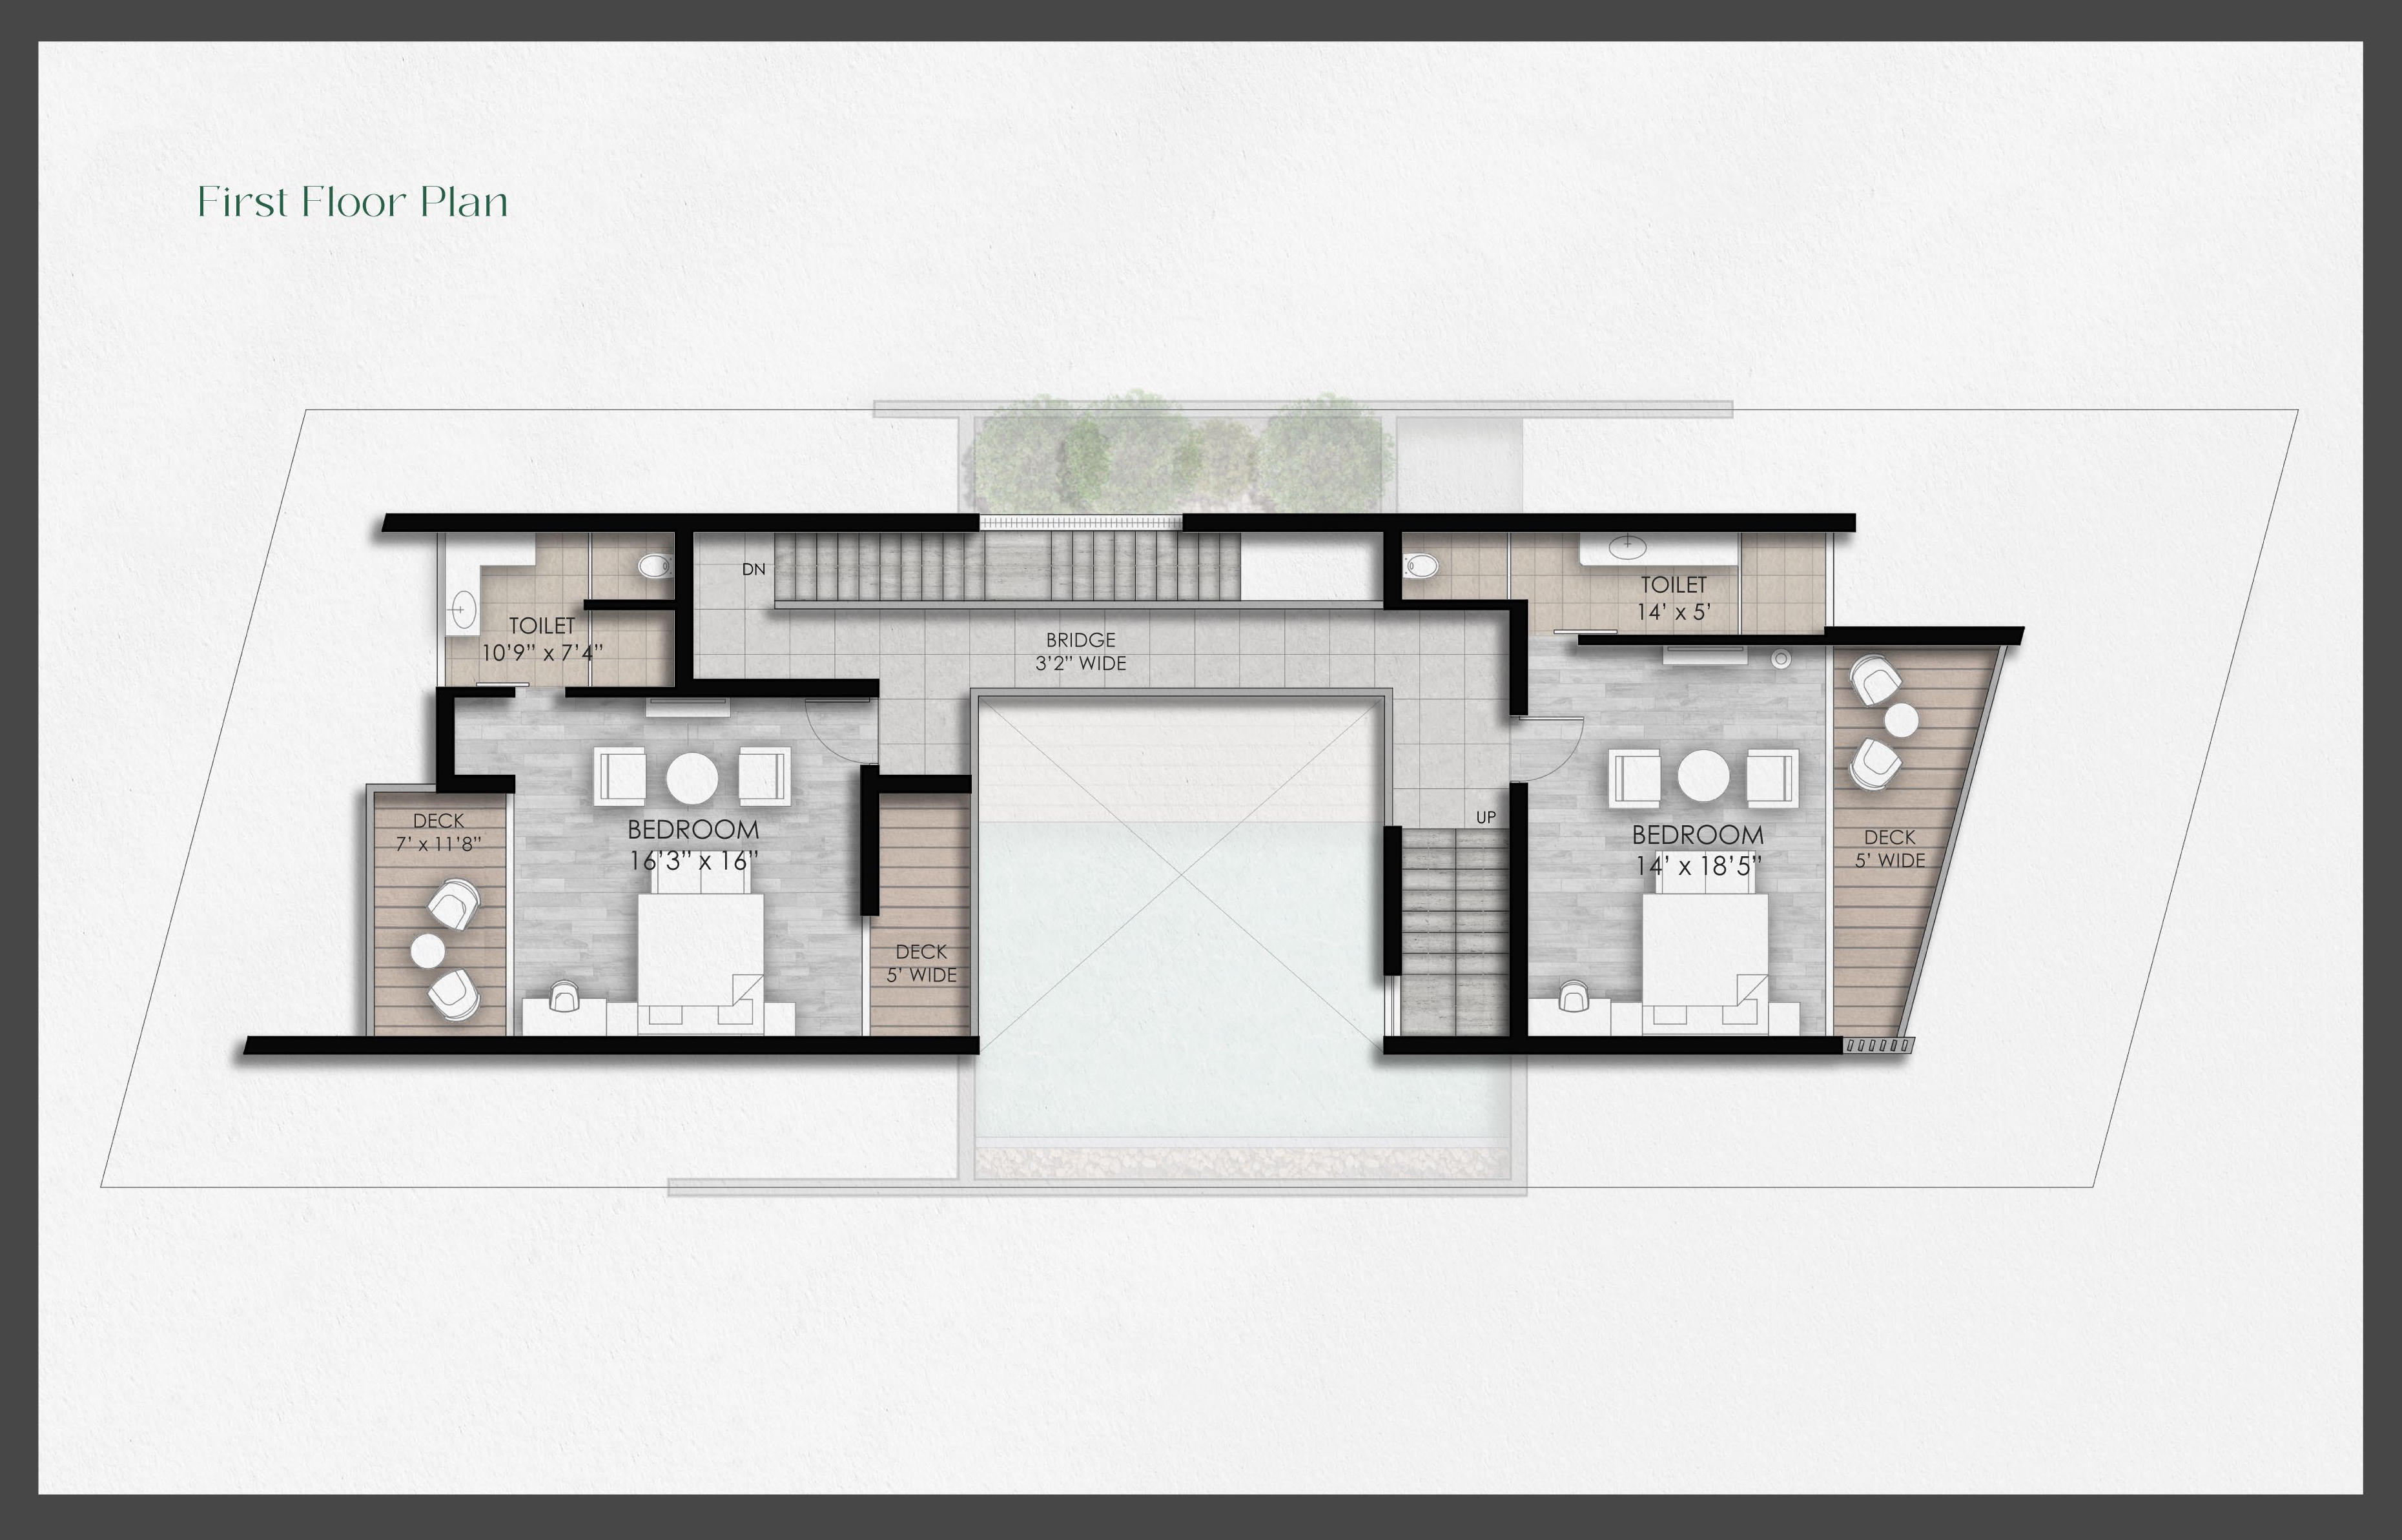 First Floor Plan
DN
TOILET
14’ x 5’
TOILET
10’9” x 7’4”
BRIDGE
3’2” WIDE
UP
DECK
7’ x 11’8”
BEDROOM
16’3” x 16”
BEDROOM
14’ x 18’5”
DECK
5’ WIDE
DECK
5’ WIDE